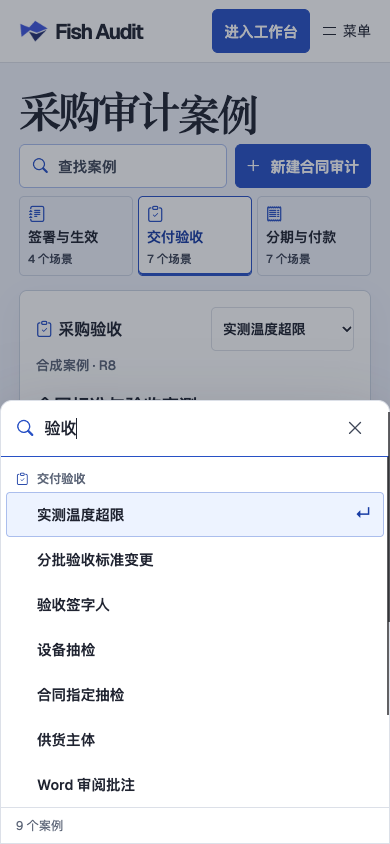 Fish Audit
进入工作台
菜单
采购审计案例
查找案例
新建合同审计
签署与生效
4 个场景
交付验收
7 个场景
分期与付款
7 个场景
采购验收
实测温度超限
合成案例 · R8
验收
交付验收
实测温度超限
分批验收标准变更
验收签字人
设备抽检
合同指定抽检
供货主体
Word 审阅批注
9 个案例